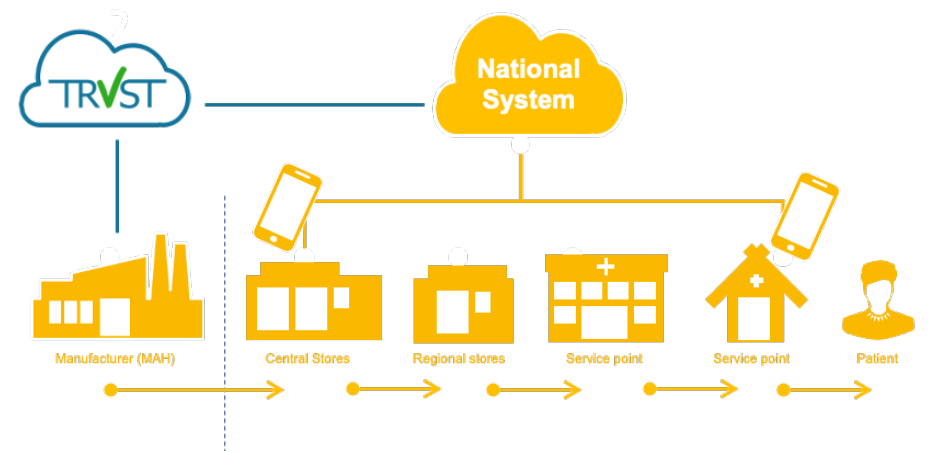 TRVST
National
System
Manufacturer (MAH)
Central Stores
Regional stores
Service point
Service point
Patient